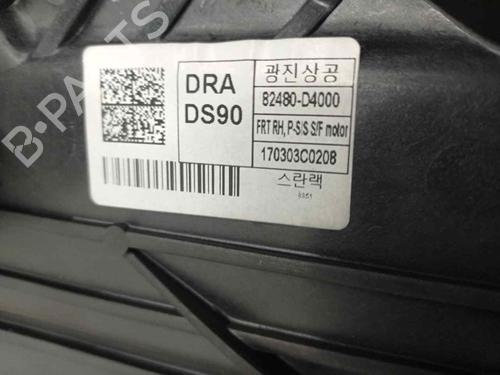 DRA
DS90
광진상공
82480-D4000
FRT RH, P-S/S S/F motor
170303C0208
스란랙
B-PARTS